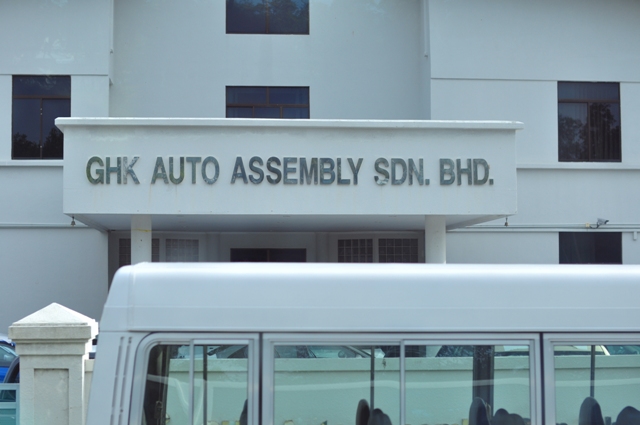 GHK AUTO ASSEMBLY SDN. BHD.